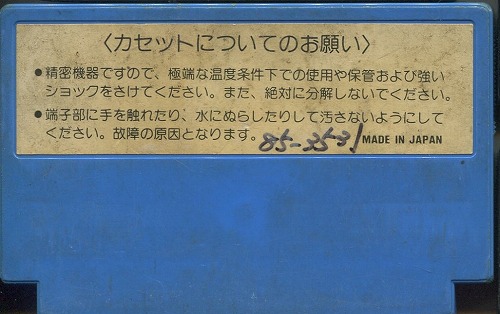 〈カセットについてのお願い〉
●精密機器ですので、極端な温度条件下での使用や保管および強い
ショックをさけてください。また、絶対に分解しないでください。
●端子部に手を触れたり、水にぬらしたりして汚さないようにして
ください。故障の原因となります。
85-35-31
MADE IN JAPAN